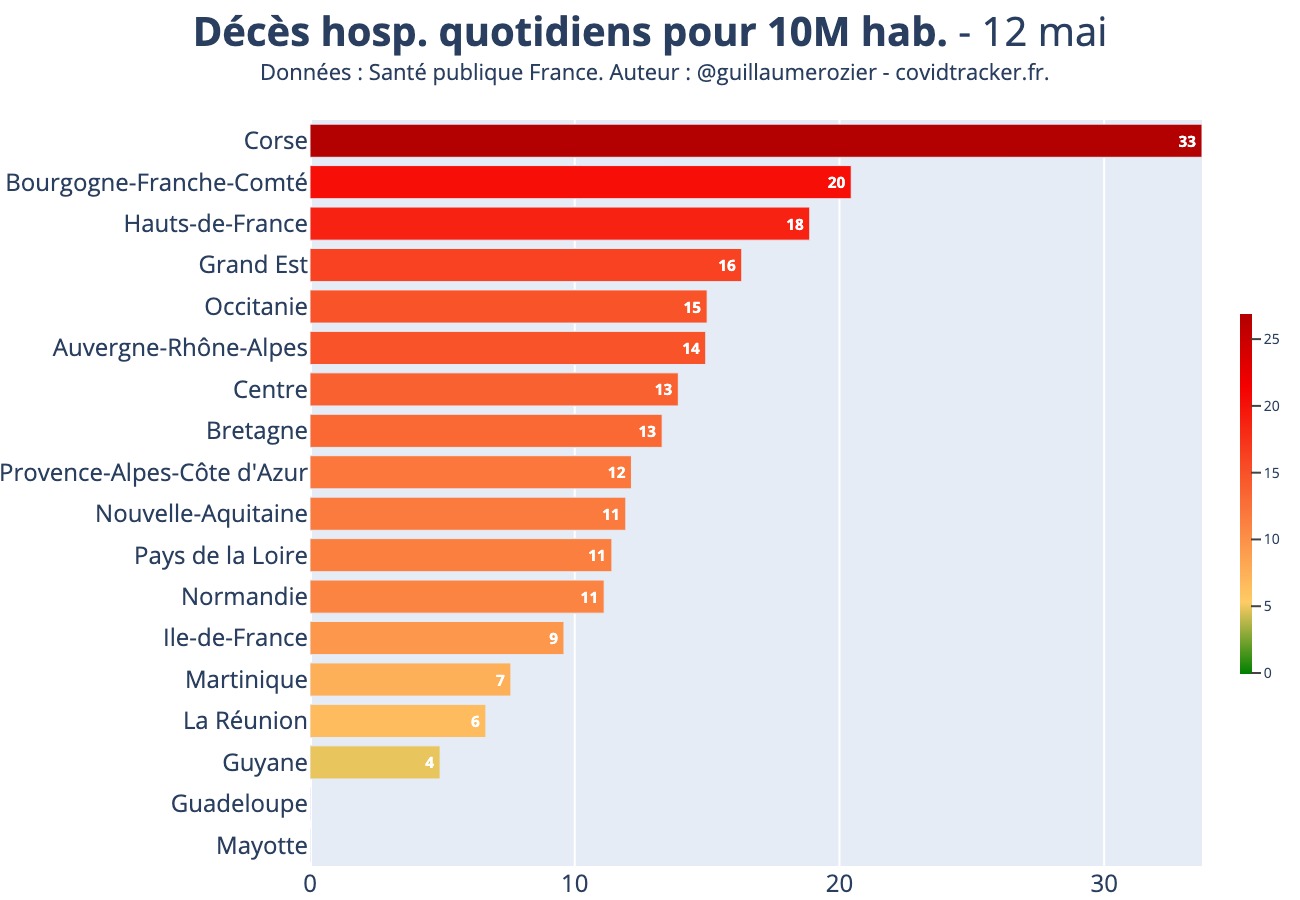 Décès hosp. quotidiens pour 10M hab. - 12 mai
Données : Santé publique France. Auteur : @guillaumerozier - covidtracker.fr.
Corse 33
Bourgogne-Franche-Comté 20
Hauts-de-France 18
Grand Est 16
Occitanie 15
Auvergne-Rhône-Alpes 14
Centre 13
Bretagne 13
Provence-Alpes-Côte d'Azur 12
Nouvelle-Aquitaine 11
Pays de la Loire 11
Normandie 11
Ile-de-France 9
Martinique 7
La Réunion 6
Guyane 4
Guadeloupe
Mayotte
0 10 20 30
25
20
15
10
5
0